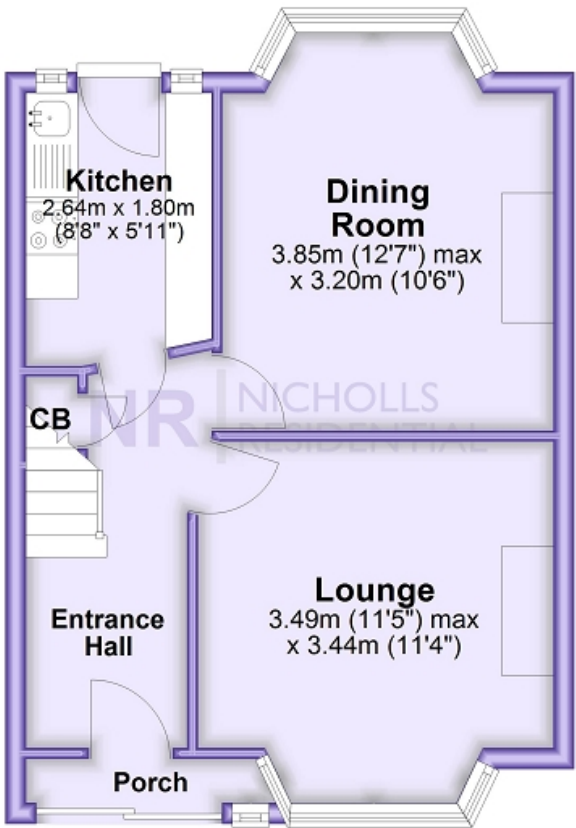 Kitchen
2.64m x 1.80m
(8'8" x 5'11")
Dining
Room
3.85m (12'7") max
x 3.20m (10'6")
CB
NR NICHOLLS
RESIDENTIAL
Lounge
3.49m (11'5") max
x 3.44m (11'4")
Entrance
Hall
Porch